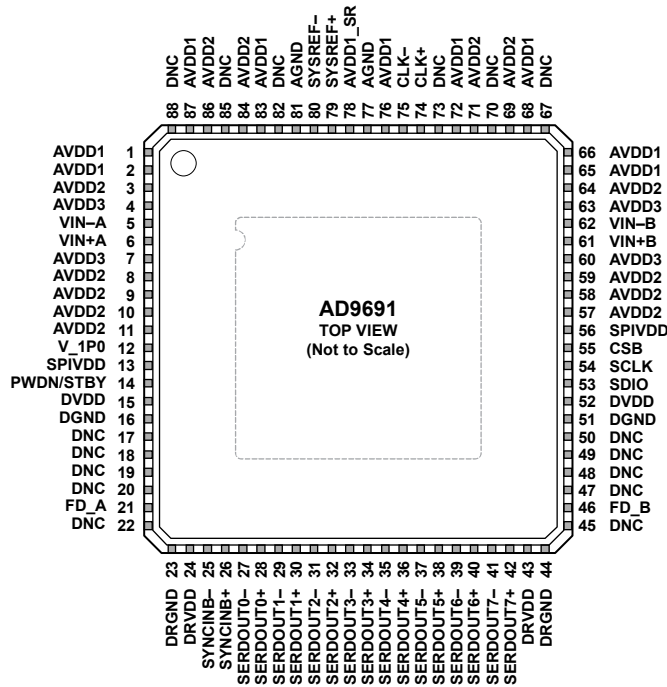 88 DNC
87 AVDD1
86 AVDD2
85 DNC
84 AVDD2
83 AVDD1
82 DNC
81 AGND
80 SYSREF–
79 SYSREF+
78 AVDD1_SR
77 AGND
76 AVDD1
75 CLK–
74 CLK+
73 DNC
72 AVDD1
71 AVDD2
70 DNC
69 AVDD2
68 AVDD1
67 DNC
AVDD1 1
AVDD1 2
AVDD2 3
AVDD3 4
VIN–A 5
VIN+A 6
AVDD3 7
AVDD2 8
AVDD2 9
AVDD2 10
AVDD2 11
V_1P0 12
SPIVDD 13
PWDN/STBY 14
DVDD 15
DGND 16
DNC 17
DNC 18
DNC 19
DNC 20
FD_A 21
DNC 22
AD9691
TOP VIEW
(Not to Scale)
66 AVDD1
65 AVDD1
64 AVDD2
63 AVDD3
62 VIN–B
61 VIN+B
60 AVDD3
59 AVDD2
58 AVDD2
57 AVDD2
56 SPIVDD
55 CSB
54 SCLK
53 SDIO
52 DVDD
51 DGND
50 DNC
49 DNC
48 DNC
47 DNC
46 FD_B
45 DNC
DRGND 23
DRVDD 24
SYNCINB– 25
SYNCINB+ 26
SERDOUT0– 27
SERDOUT0+ 28
SERDOUT1– 29
SERDOUT1+ 30
SERDOUT2– 31
SERDOUT2+ 32
SERDOUT3– 33
SERDOUT3+ 34
SERDOUT4– 35
SERDOUT4+ 36
SERDOUT5– 37
SERDOUT5+ 38
SERDOUT6– 39
SERDOUT6+ 40
SERDOUT7– 41
SERDOUT7+ 42
DRVDD 43
DRGND 44